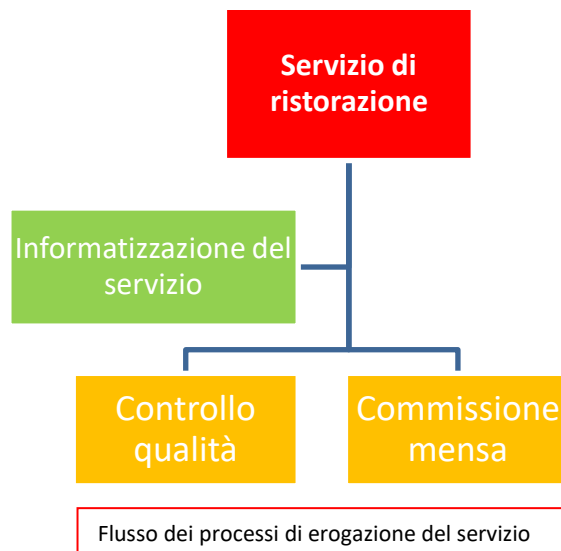 Servizio di
ristorazione
Informatizzazione del
servizio
Controllo
qualità
Commissione
mensa
Flusso dei processi di erogazione del servizio